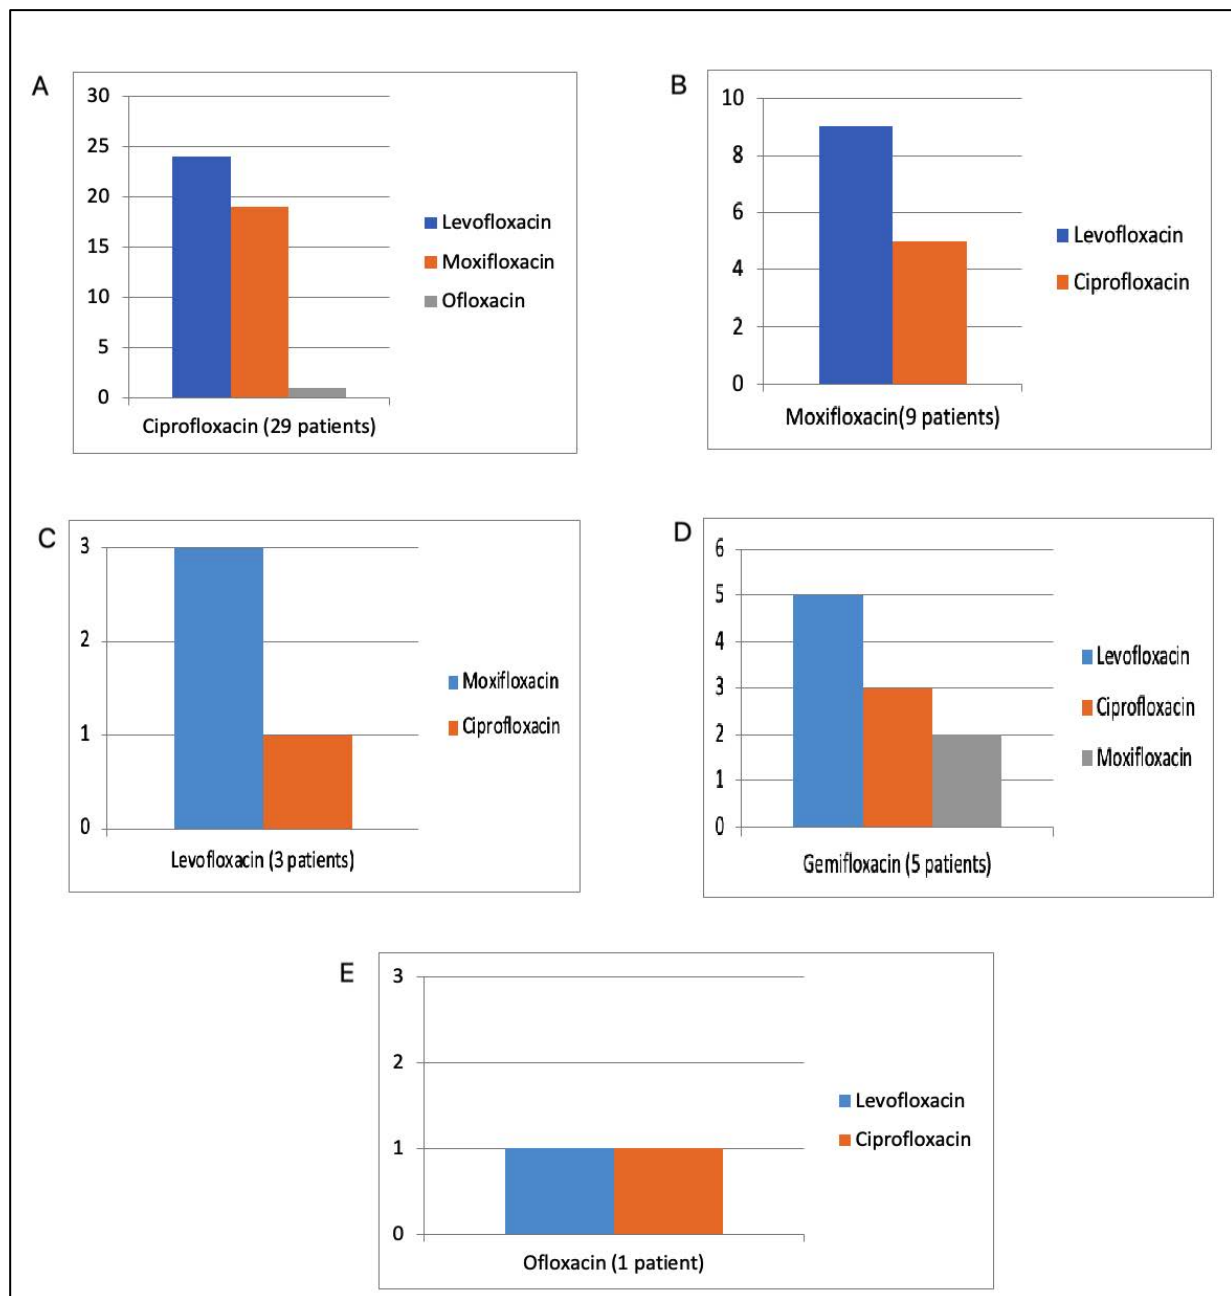 A
30
25
20
15
10
5
0
Levofloxacin
Moxifloxacin
Ofloxacin
Ciprofloxacin (29 patients)
B
10
8
6
4
2
0
Levofloxacin
Ciprofloxacin
Moxifloxacin(9 patients)
C
3
2
1
0
Moxifloxacin
Ciprofloxacin
Levofloxacin (3 patients)
D
6
5
4
3
2
1
0
Levofloxacin
Ciprofloxacin
Moxifloxacin
Gemifloxacin (5 patients)
E
3
2
1
0
Levofloxacin
Ciprofloxacin
Ofloxacin (1 patient)